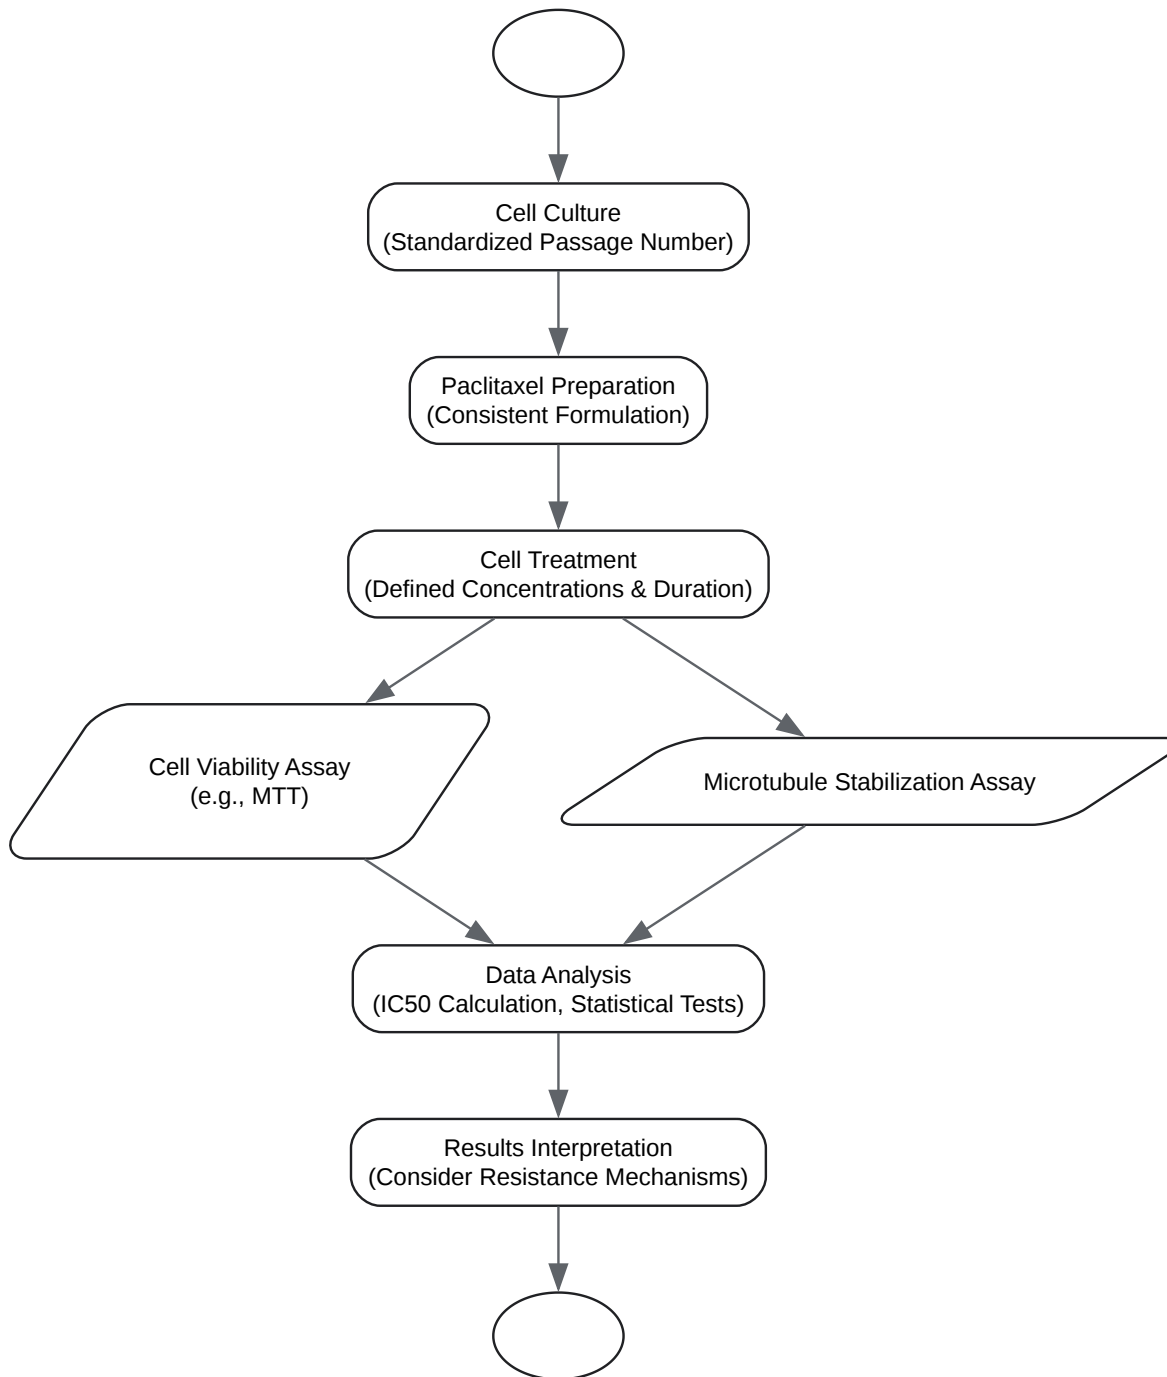 Cell Culture
(Standardized Passage Number)
Paclitaxel Preparation
(Consistent Formulation)
Cell Treatment
(Defined Concentrations & Duration)
Cell Viability Assay
(e.g., MTT)
Microtubule Stabilization Assay
Data Analysis
(IC50 Calculation, Statistical Tests)
Results Interpretation
(Consider Resistance Mechanisms)